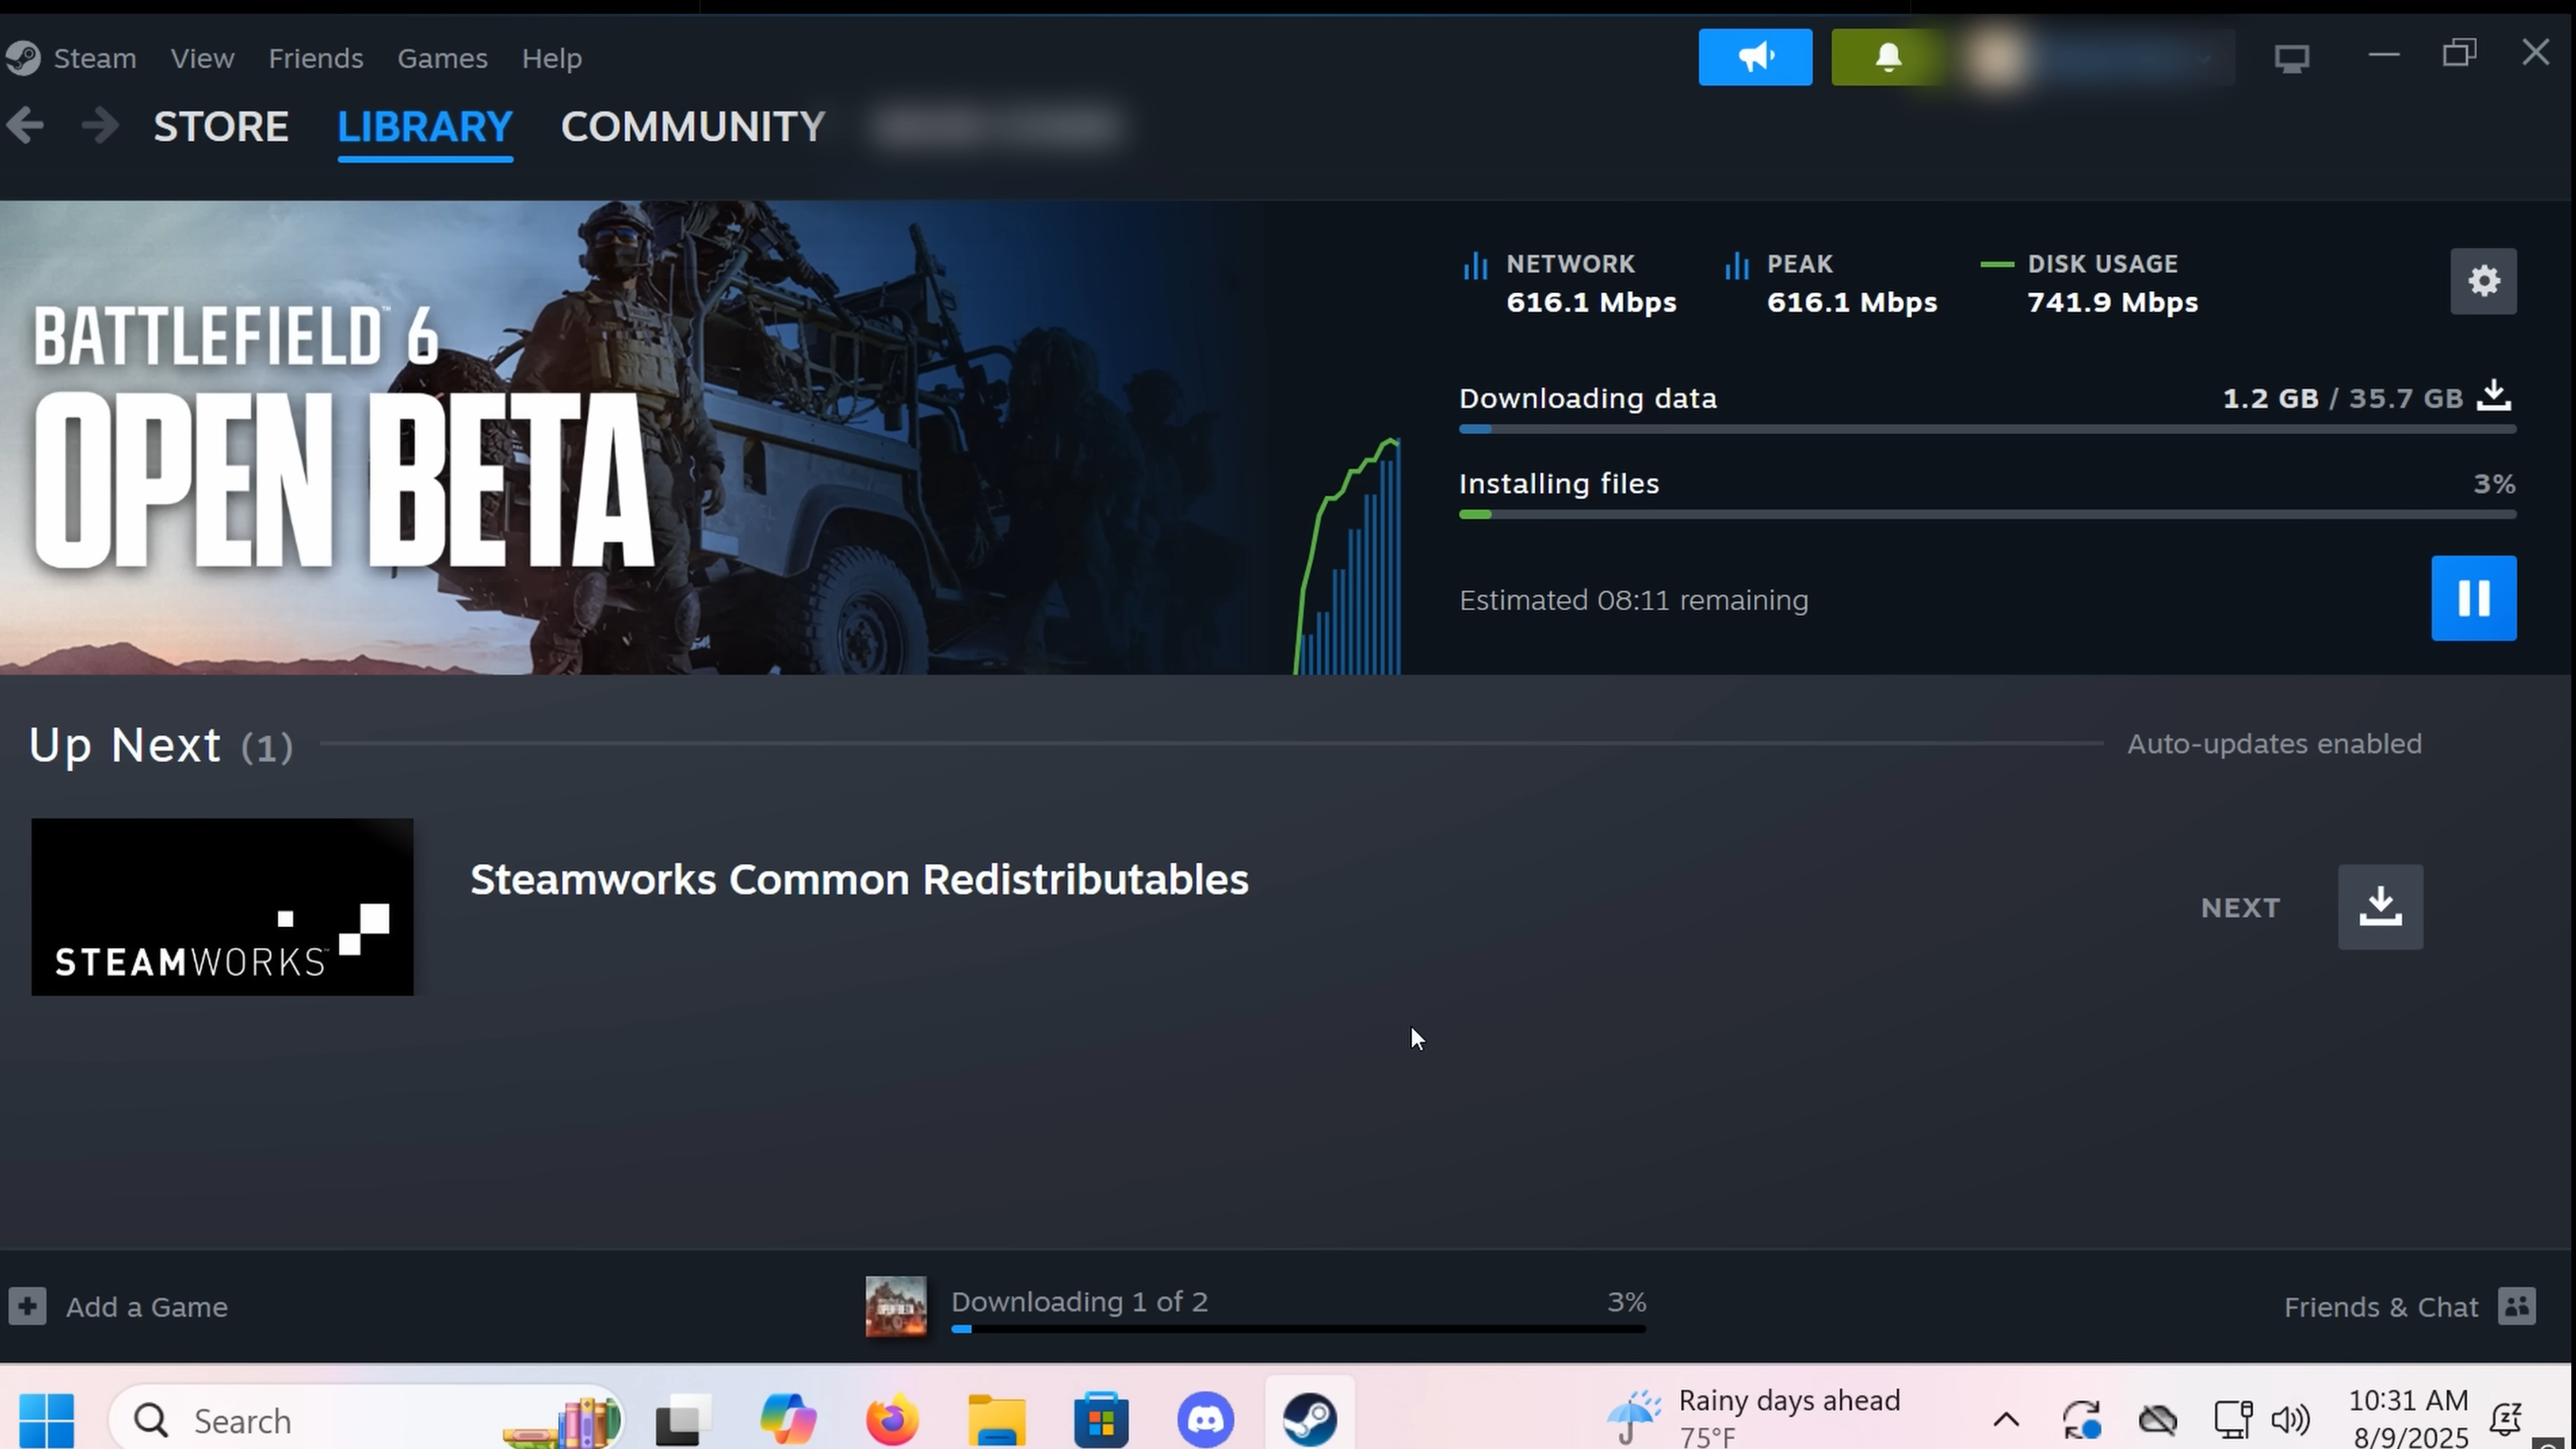 Steam View Friends Games Help
STORE LIBRARY COMMUNITY
BATTLEFIELD™ 6
OPEN BETA
NETWORK
616.1 Mbps
PEAK
616.1 Mbps
DISK USAGE
741.9 Mbps
Downloading data 1.2 GB / 35.7 GB
Installing files 3%
Estimated 08:11 remaining
Up Next (1) Auto-updates enabled
STEAMWORKS™
Steamworks Common Redistributables
NEXT
Add a Game
Downloading 1 of 2 3%
Friends & Chat
Search
Rainy days ahead
75°F
10:31 AM
8/9/2025